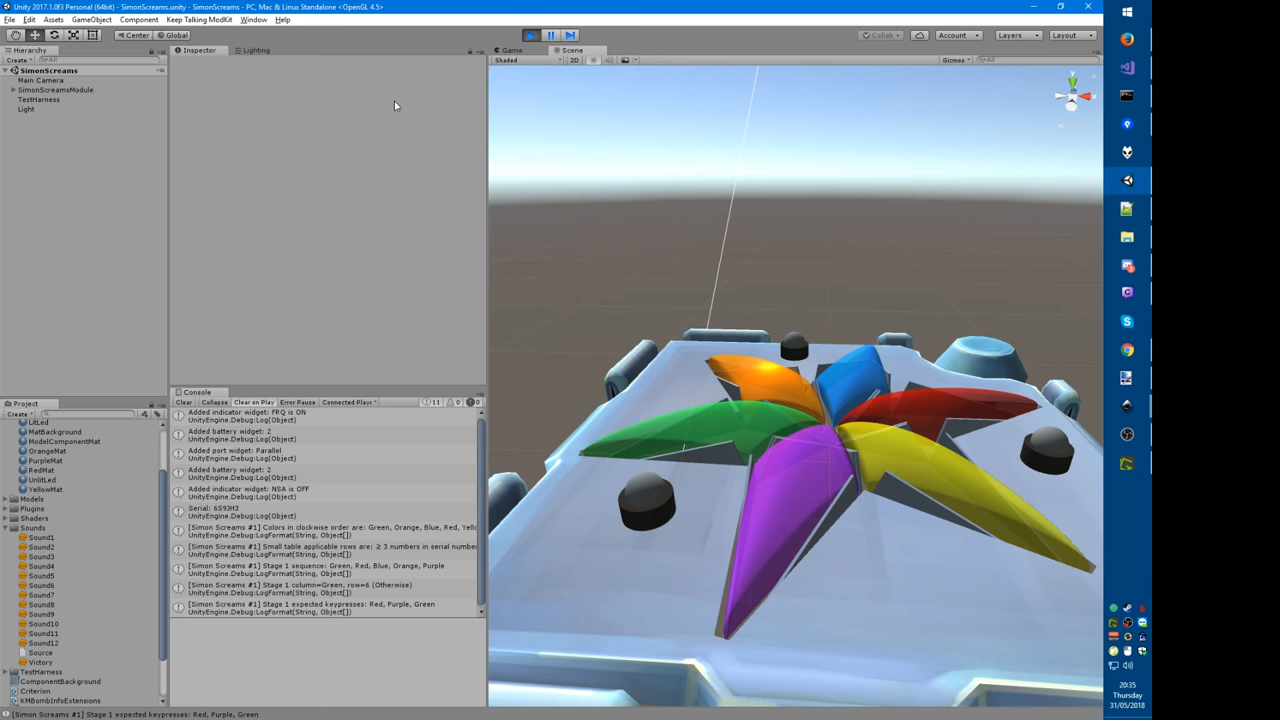 Unity 2017.1.0f3 Personal (64bit) - SimonScreams.unity - SimonScreams - PC, Mac & Linux Standalone <OpenGL 4.5>
File Edit Assets GameObject Component Keep Talking ModKit Window Help
Center Global
Collab Account Layers Layout
Hierarchy
Inspector Lighting
Game Scene
Create All
Shaded 2D Gizmos All
SimonScreams
Main Camera
SimonScreamsModule
TestHarness
Light
y
x
Project
Create
LitLed
MatBackground
ModelComponentMat
OrangeMat
PurpleMat
RedMat
UnlitLed
YellowMat
Models
Plugins
Shaders
Sounds
Sound1
Sound2
Sound3
Sound4
Sound5
Sound6
Sound7
Sound8
Sound9
Sound10
Sound11
Sound12
Source
Victory
TestHarness
ComponentBackground
Criterion
KMBombInfoExtensions
Console
Clear Collapse Clear on Play Error Pause Connected Play 11 0 0
Added indicator widget: FRQ is ON
UnityEngine.Debug:Log(Object)
Added battery widget: 2
UnityEngine.Debug:Log(Object)
Added port widget: Parallel
UnityEngine.Debug:Log(Object)
Added battery widget: 2
UnityEngine.Debug:Log(Object)
Added indicator widget: NSA is OFF
UnityEngine.Debug:Log(Object)
Serial: 6S9JH3
UnityEngine.Debug:Log(Object)
[Simon Screams #1] Colors in clockwise order are: Green, Orange, Blue, Red, Yello
UnityEngine.Debug:LogFormat(String, Object[])
[Simon Screams #1] Small table applicable rows are: ≥ 3 numbers in serial number
UnityEngine.Debug:LogFormat(String, Object[])
[Simon Screams #1] Stage 1 sequence: Green, Red, Blue, Orange, Purple
UnityEngine.Debug:LogFormat(String, Object[])
[Simon Screams #1] Stage 1 column=Green, row=6 (Otherwise)
UnityEngine.Debug:LogFormat(String, Object[])
[Simon Screams #1] Stage 1 expected keypresses: Red, Purple, Green
UnityEngine.Debug:LogFormat(String, Object[])
[Simon Screams #1] Stage 1 expected keypresses: Red, Purple, Green
20:35
Thursday
31/05/2018